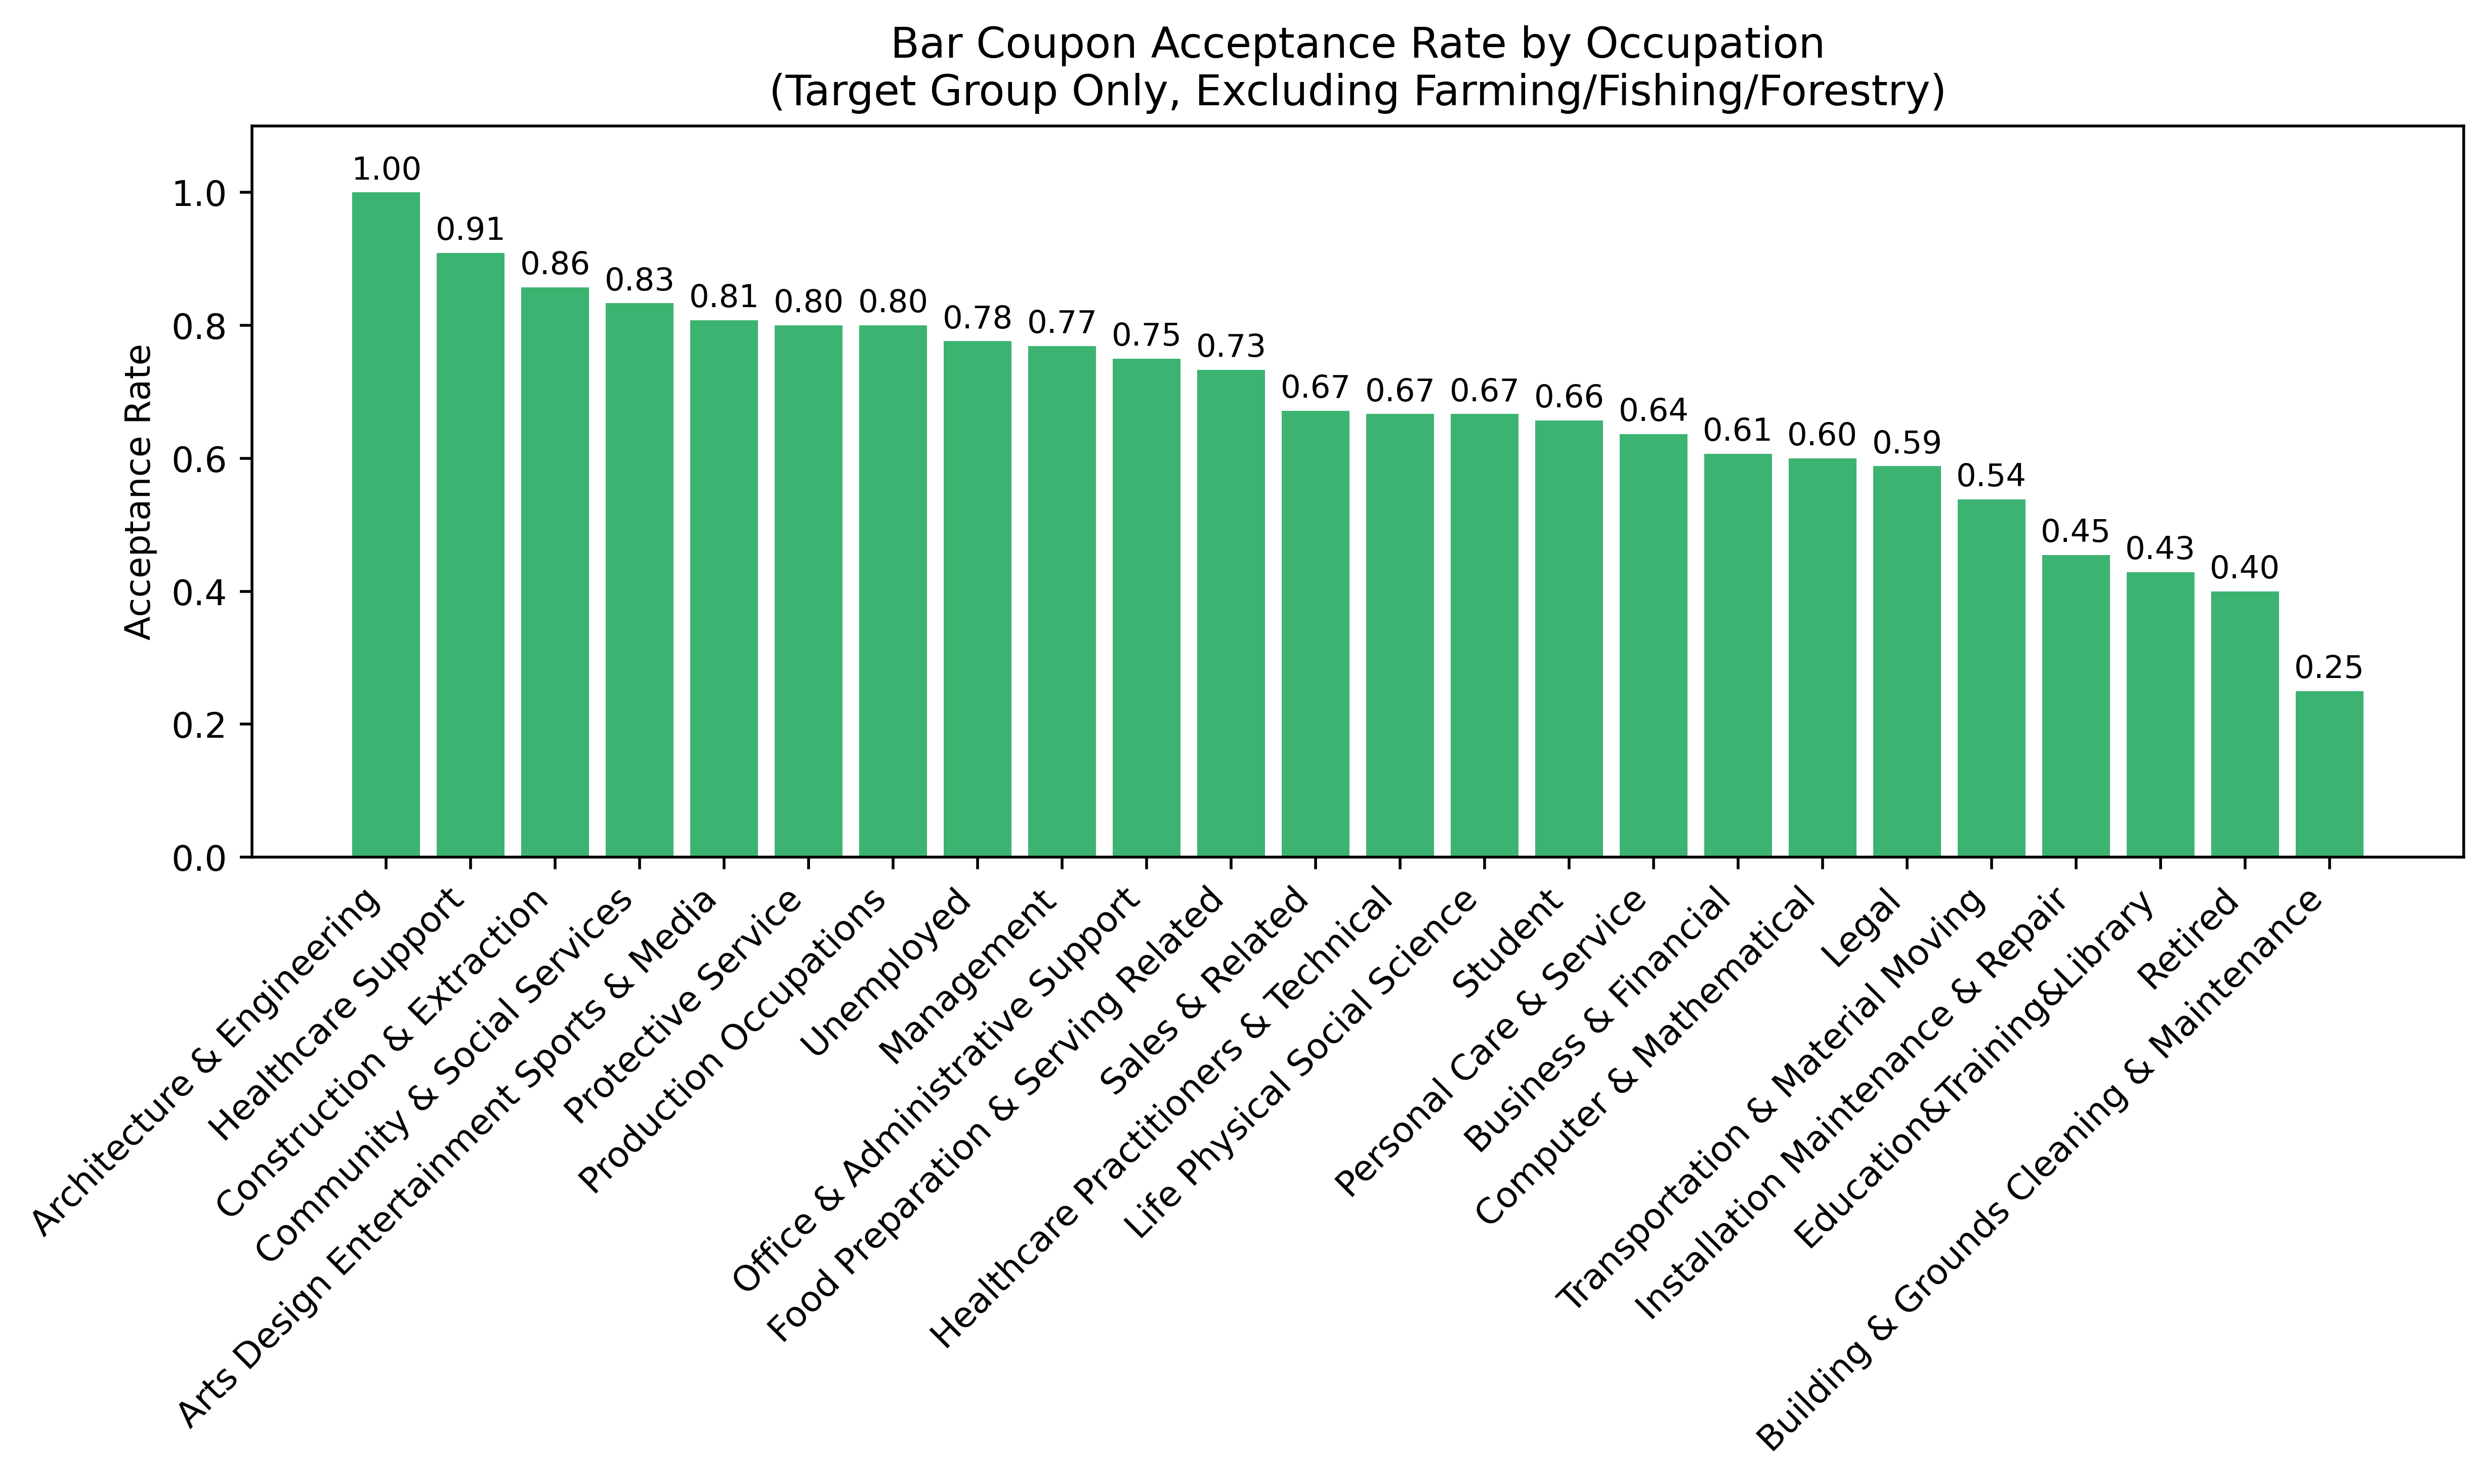 Bar Coupon Acceptance Rate by Occupation
(Target Group Only, Excluding Farming/Fishing/Forestry)
Acceptance Rate
1.0
0.8
0.6
0.4
0.2
0.0
1.00
0.91
0.86
0.83
0.81
0.80
0.80
0.78
0.77
0.75
0.73
0.67
0.67
0.67
0.66
0.64
0.61
0.60
0.59
0.54
0.45
0.43
0.40
0.25
Architecture & Engineering
Healthcare Support
Construction & Extraction
Community & Social Services
Arts Design Entertainment Sports & Media
Protective Service
Production Occupations
Unemployed
Management
Office & Administrative Support
Food Preparation & Serving Related
Sales & Related
Healthcare Practitioners & Technical
Life Physical Social Science
Student
Personal Care & Service
Business & Financial
Computer & Mathematical
Legal
Transportation & Material Moving
Installation Maintenance & Repair
Education&Training&Library
Retired
Building & Grounds Cleaning & Maintenance